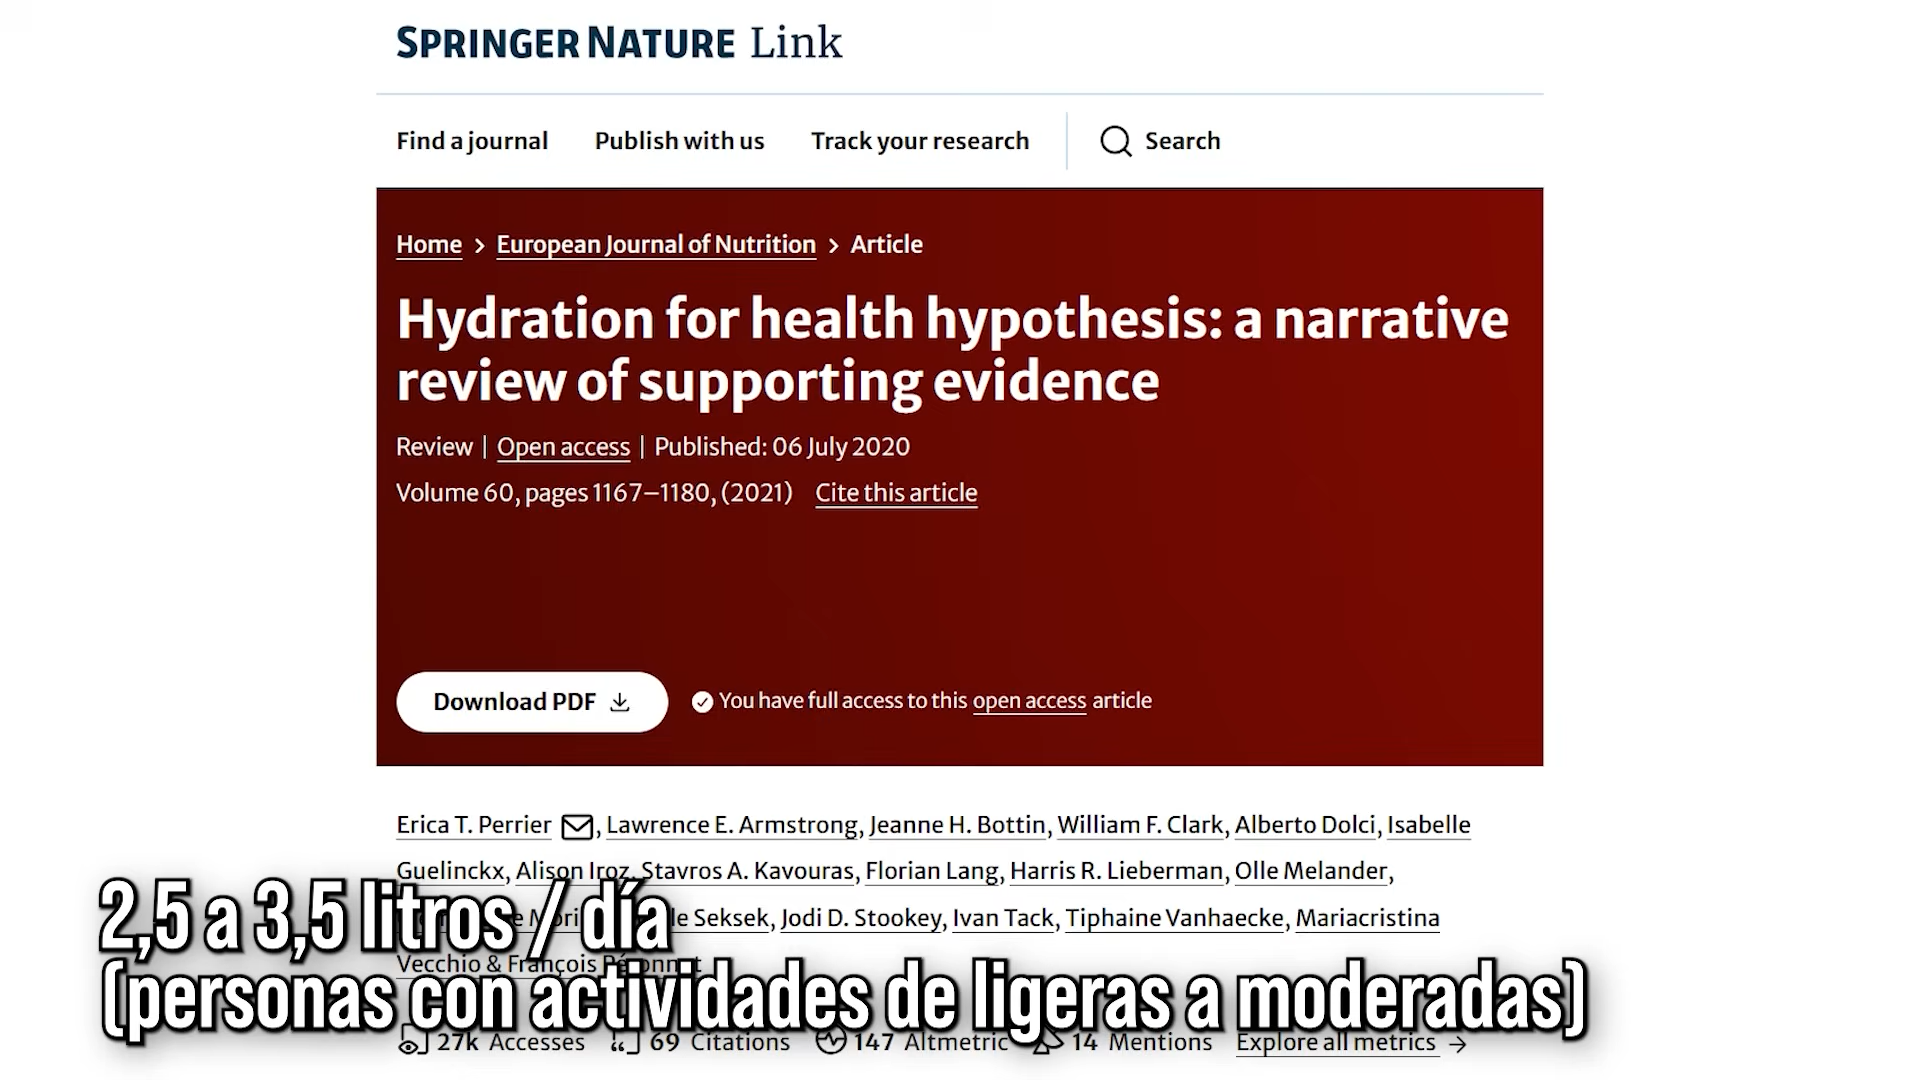 SPRINGER NATURE Link
Find a journal Publish with us Track your research Search
Home > European Journal of Nutrition > Article
Hydration for health hypothesis: a narrative
review of supporting evidence
Review | Open access | Published: 06 July 2020
Volume 60, pages 1167–1180, (2021) Cite this article
Download PDF You have full access to this open access article
Erica T. Perrier, Lawrence E. Armstrong, Jeanne H. Bottin, William F. Clark, Alberto Dolci, Isabelle
Guelinckx, Alison Iroz, Stavros A. Kavouras, Florian Lang, Harris R. Lieberman, Olle Melander,
Seksek, Jodi D. Stookey, Ivan Tack, Tiphaine Vanhaecke, Mariacristina
Vecchio & François
2,5 a 3,5 litros / día
(personas con actividades de ligeras a moderadas)
27k Accesses 69 Citations 147 Altmetric 14 Mentions Explore all metrics →